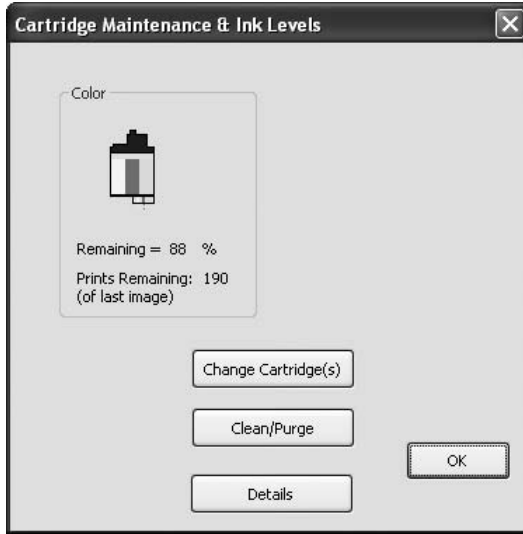 Cartridge Maintenance & Ink Levels
Color
Remaining = 88 %
Prints Remaining: 190
(of last image)
Change Cartridge(s)
Clean/Purge
OK
Details